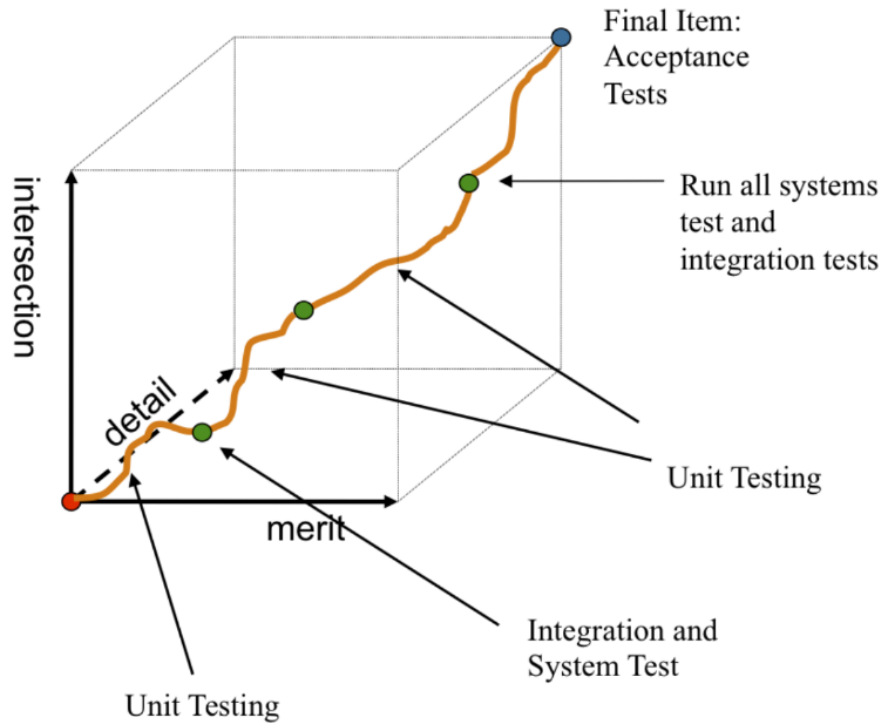 Final Item:
Acceptance
Tests
intersection
Run all systems
test and
integration tests
detail
Unit Testing
merit
Integration and
System Test
Unit Testing